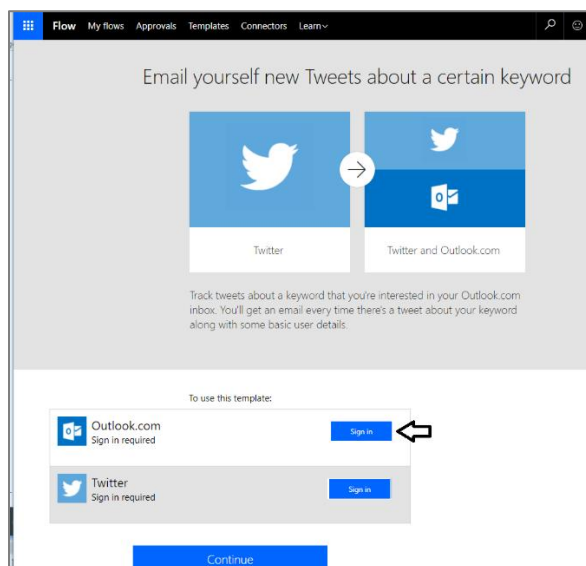 Flow My flows Approvals Templates Connectors Learn
Email yourself new Tweets about a certain keyword
Twitter
Twitter and Outlook.com
Track tweets about a keyword that you're interested in your Outlook.com
inbox. You'll get an email every time there's a tweet about your keyword
along with some basic user details.
To use this template:
Outlook.com
Sign in required
Sign in
Twitter
Sign in required
Sign in
Continue